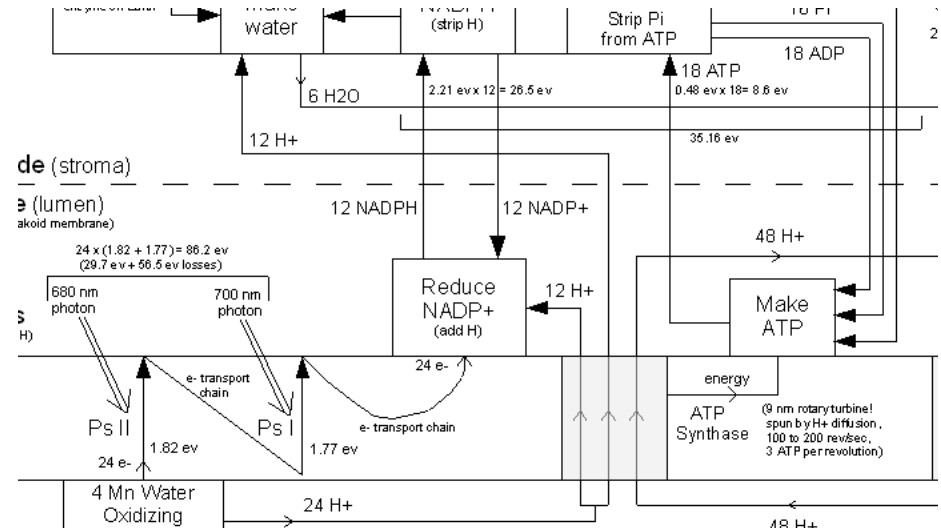 water
(strip H)
Strip Pi
from ATP
18 ADP
18 ATP
6 H2O
2.21 ev x 12 = 26.5 ev
0.48 ev x 18= 8.6 ev
12 H+
35.16 ev
de (stroma)
e (lumen)
akoid membrane)
12 NADPH
12 NADP+
24 x (1.82 + 1.77) = 86.2 ev
(29.7 ev + 56.5 ev losses)
48 H+
680 nm
photon
700 nm
photon
Reduce
NADP+
(add H)
12 H+
Make
ATP
s
H)
24 e-
e- transport
chain
energy
Ps II
Ps I
e- transport chain
ATP
Synthase
(9 nm rotary turbine!
spun by H+ diffusion,
100 to 200 rev/sec,
3 ATP per revolution)
1.82 ev
1.77 ev
24 e-
4 Mn Water
Oxidizing
24 H+
48 H+